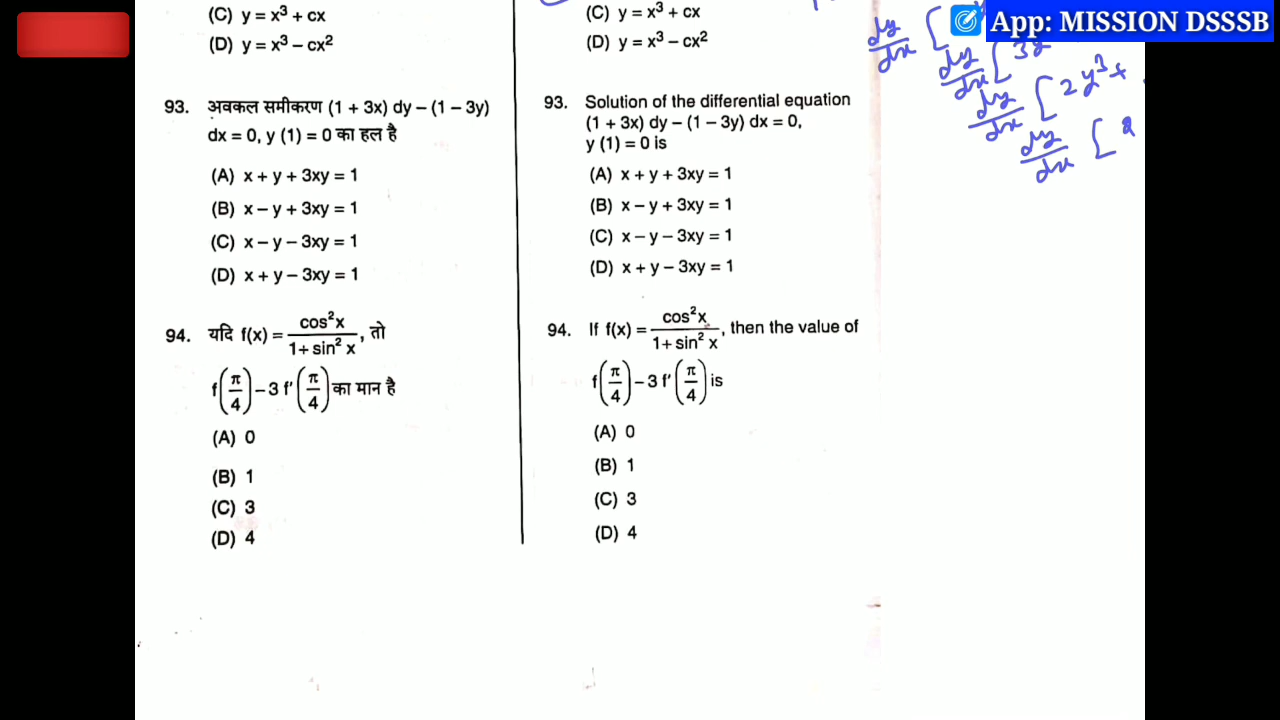 App: MISSION DSSSB
(C) y = x³ + cx
(D) y = x³ – cx²
93. अवकल समीकरण (1 + 3x) dy – (1 – 3y)
dx = 0, y (1) = 0 का हल है
(A) x + y + 3xy = 1
(B) x – y + 3xy = 1
(C) x – y – 3xy = 1
(D) x + y – 3xy = 1
94. यदि f(x) = cos²x / 1+ sin² x , तो
f(π/4) – 3 f'(π/4) का मान है
(A) 0
(B) 1
(C) 3
(D) 4
(C) y = x³ + cx
(D) y = x³ – cx²
93. Solution of the differential equation
(1 + 3x) dy – (1 – 3y) dx = 0,
y (1) = 0 is
(A) x + y + 3xy = 1
(B) x – y + 3xy = 1
(C) x – y – 3xy = 1
(D) x + y – 3xy = 1
94. If f(x) = cos²x / 1+ sin² x , then the value of
f(π/4) – 3 f'(π/4) is
(A) 0
(B) 1
(C) 3
(D) 4
dy/dx [
dy/dx [ 3y
dy/dx [ 2y³ +
dy/dx [ 2